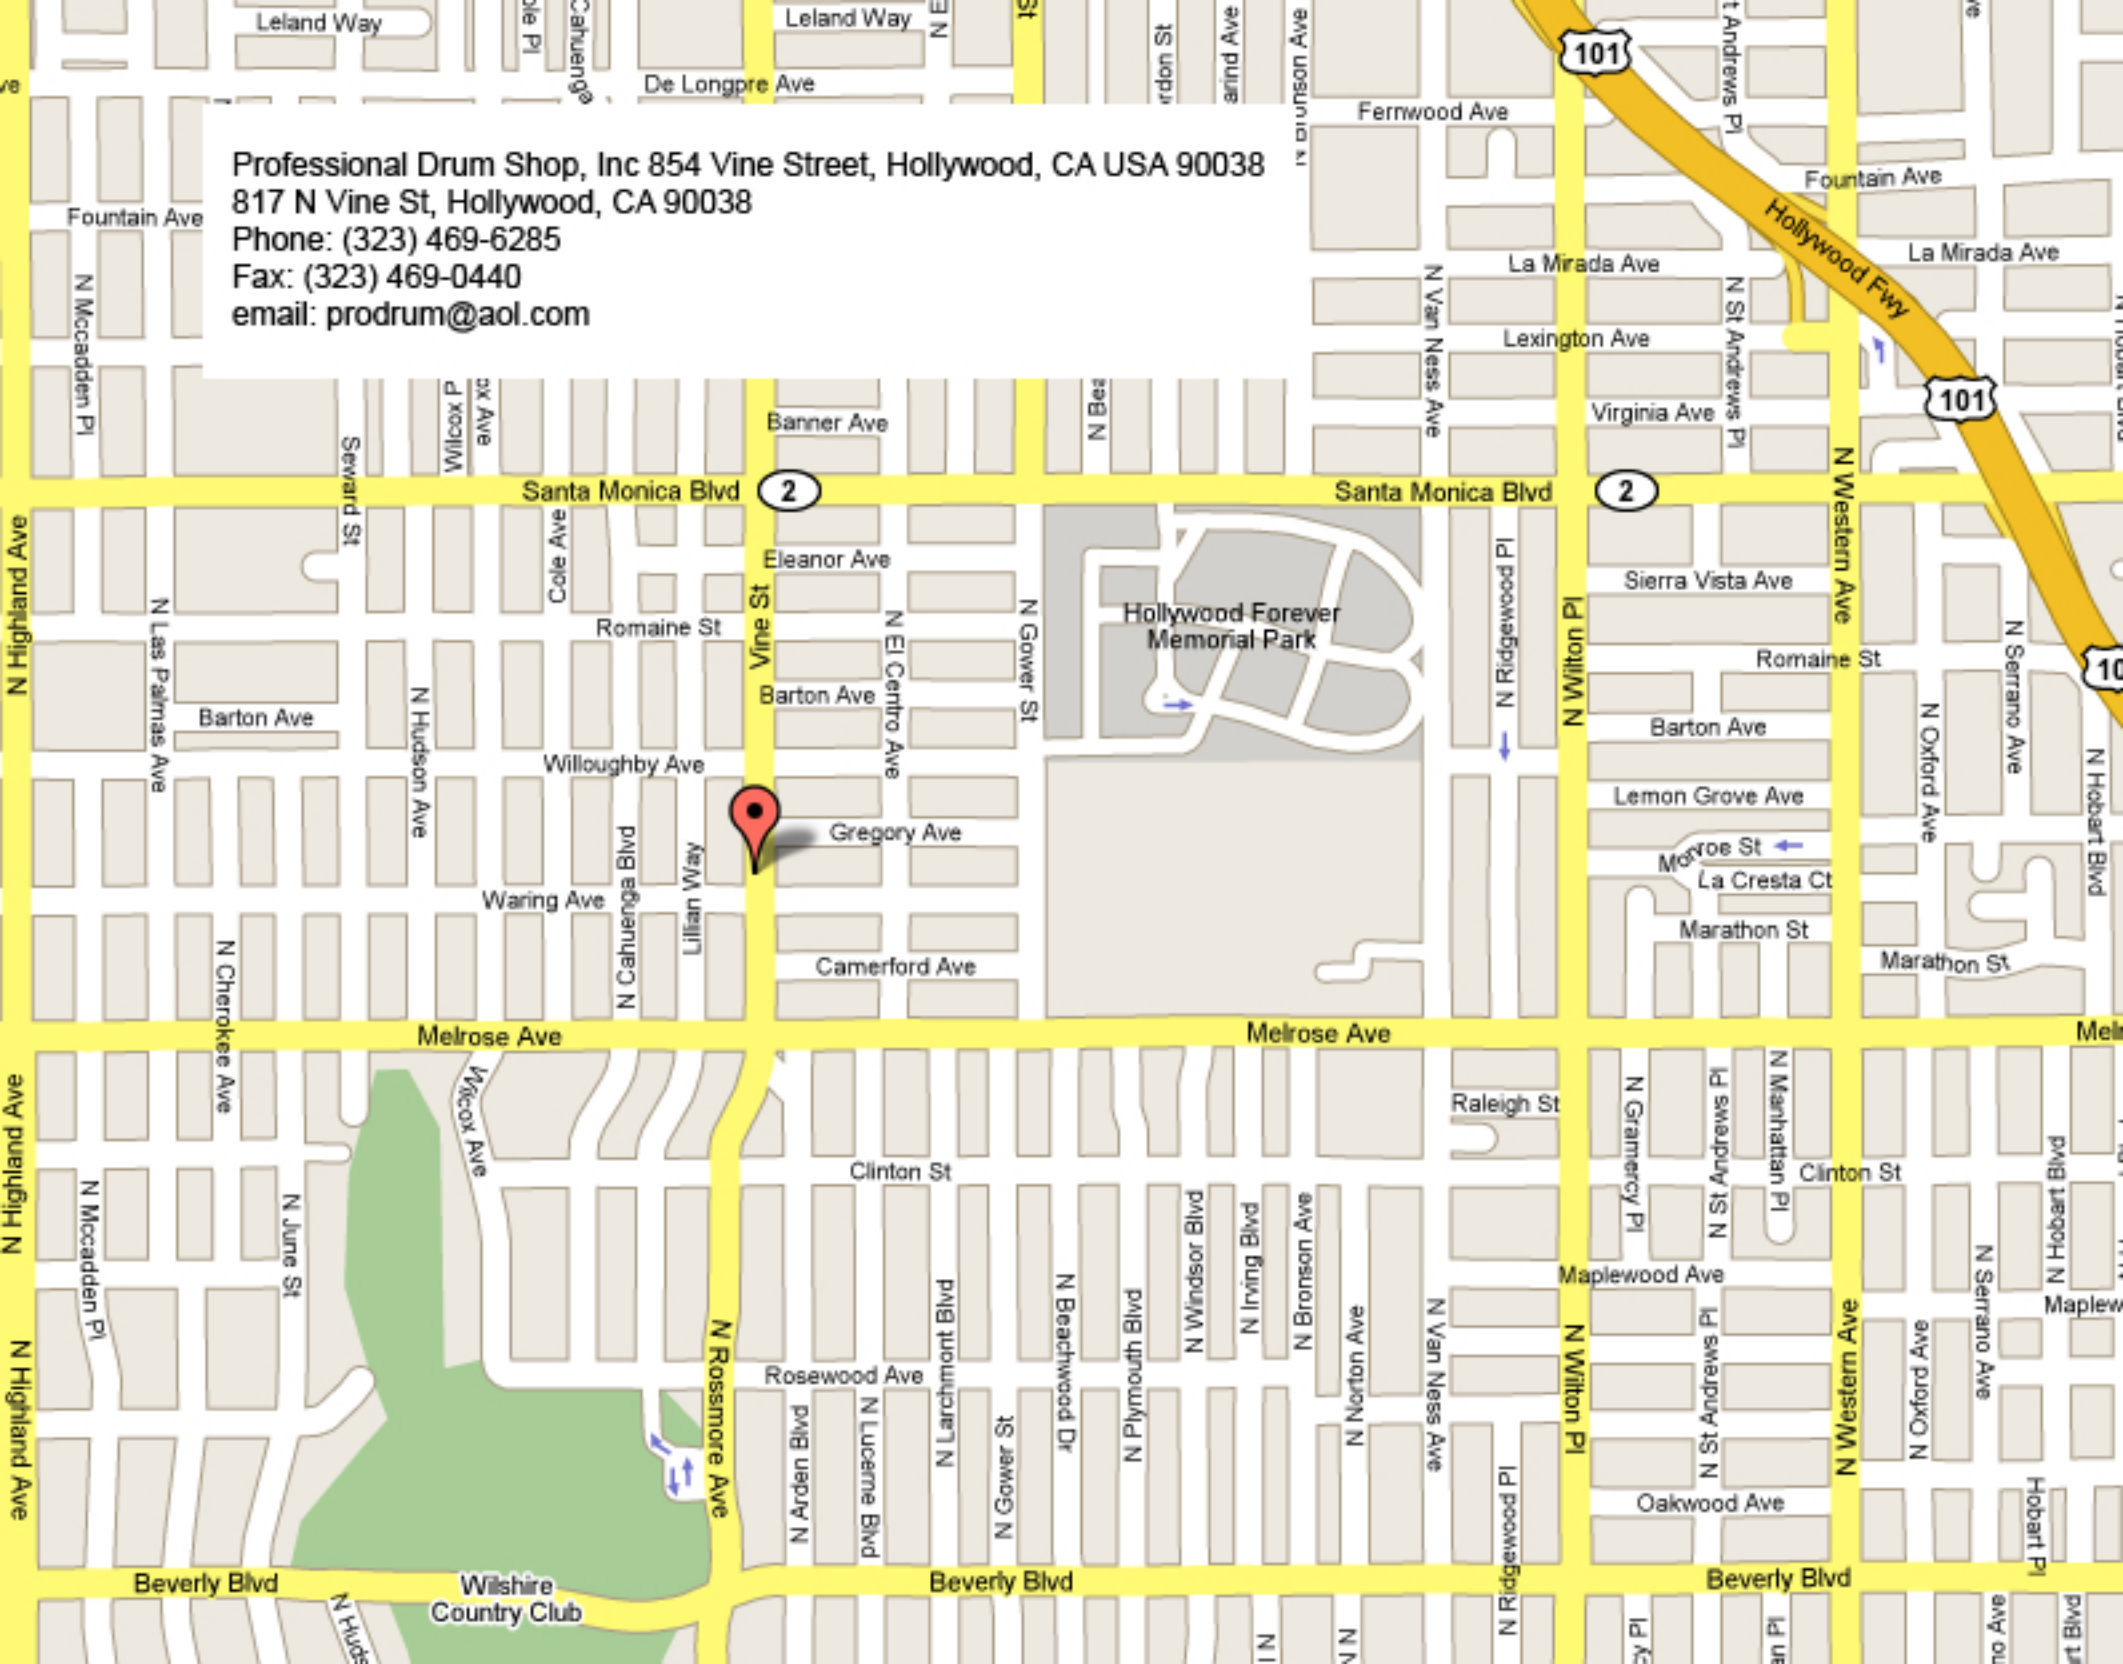 Leland Way
Leland Way
De Longpre Ave
Fernwood Ave
101
Professional Drum Shop, Inc 854 Vine Street, Hollywood, CA USA 90038
817 N Vine St, Hollywood, CA 90038
Phone: (323) 469-6285
Fax: (323) 469-0440
email: prodrum@aol.com
Fountain Ave
Fountain Ave
Hollywood Fwy
La Mirada Ave
La Mirada Ave
N Mccadden Pl
N Van Ness Ave
N St Andrews Pl
Lexington Ave
101
Virginia Ave
Banner Ave
Seward St
Santa Monica Blvd
2
Santa Monica Blvd
2
N Western Ave
N Highland Ave
Cole Ave
Eleanor Ave
N Ridgewood Pl
Sierra Vista Ave
N Las Palmas Ave
Romaine St
Vine St
N El Centro Ave
N Gower St
Hollywood Forever
Memorial Park
N Wilton Pl
Romaine St
N Serrano Ave
Barton Ave
N Hudson Ave
Barton Ave
Barton Ave
N Oxford Ave
Willoughby Ave
N Hobart Blvd
Lemon Grove Ave
Gregory Ave
Monroe St
La Cresta Ct
N Cahuenga Blvd
Lillian Way
Waring Ave
Marathon St
N Cherokee Ave
Camerford Ave
Marathon St
Melrose Ave
Melrose Ave
N Highland Ave
Wilcox Ave
Raleigh St
N Gramercy Pl
N St Andrews Pl
N Manhattan Pl
Clinton St
Clinton St
N Hobart Blvd
N Mccadden Pl
N June St
N Windsor Blvd
N Irving Blvd
N Bronson Ave
Maplewood Ave
N Serrano Ave
N Highland Ave
N Rossmore Ave
N Larchmont Blvd
N Beachwood Dr
N Plymouth Blvd
N Norton Ave
N Van Ness Ave
N Wilton Pl
N St Andrews Pl
N Western Ave
N Oxford Ave
Rosewood Ave
N Arden Blvd
N Lucerne Blvd
N Gower St
N Ridgewood Pl
Oakwood Ave
Hobart Pl
Beverly Blvd
Wilshire
Country Club
Beverly Blvd
Beverly Blvd